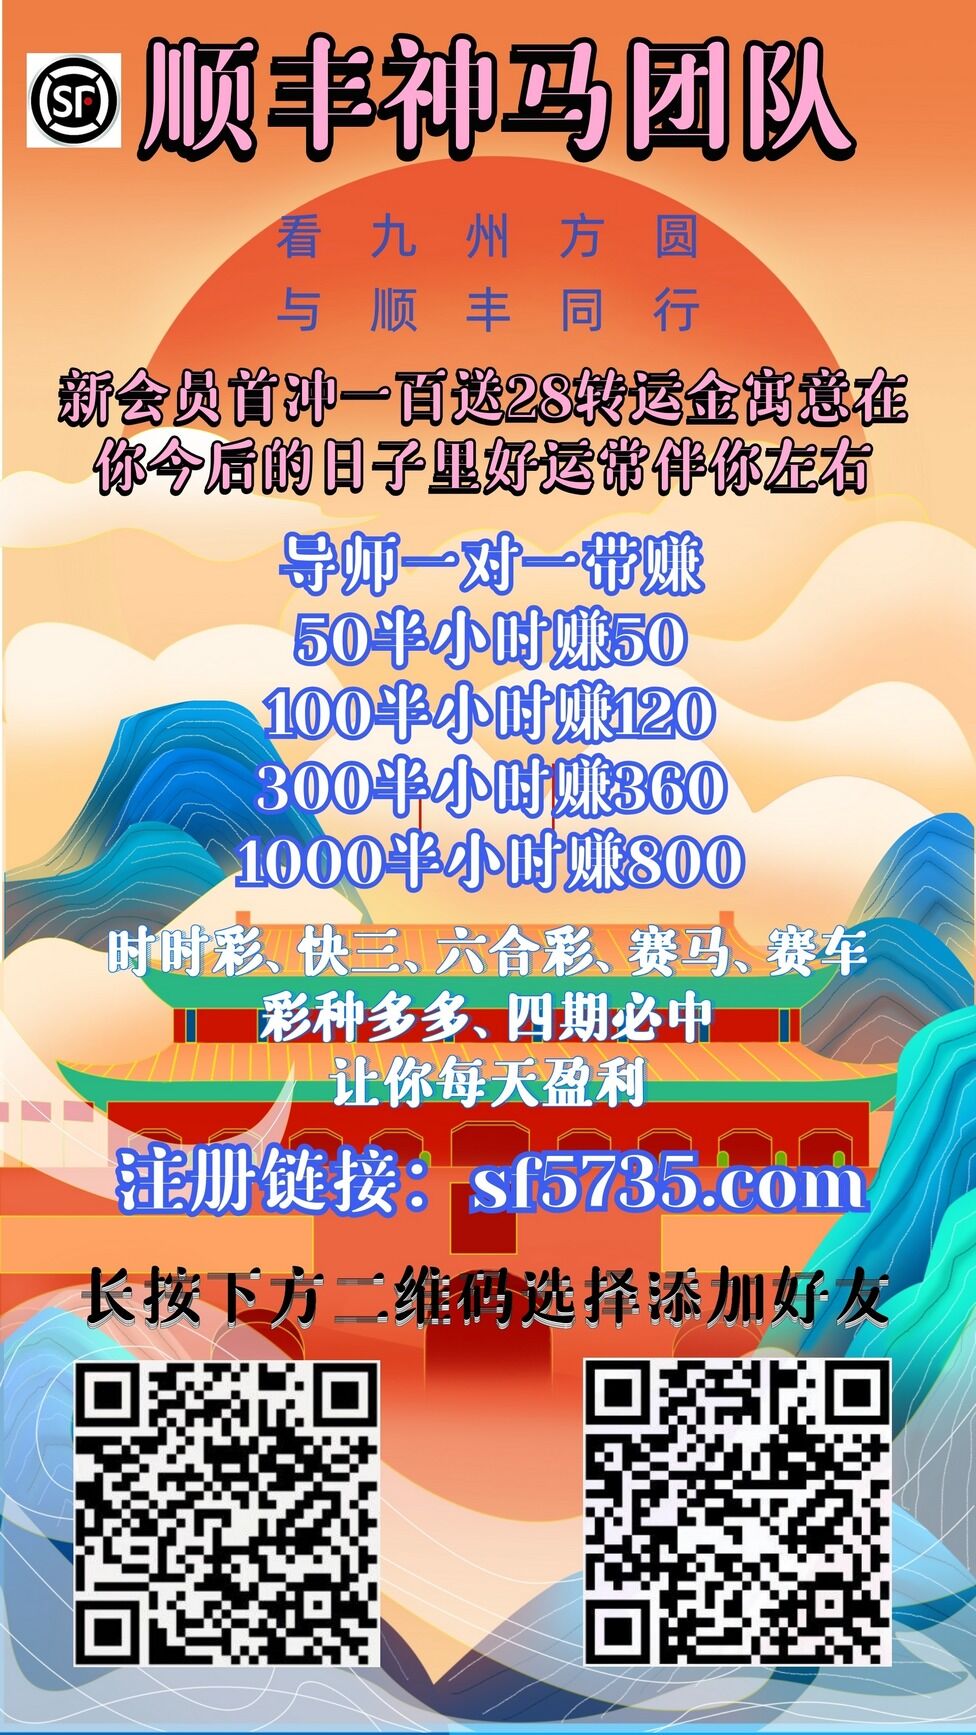 SF
顺丰神马团队
看九州方圆
与顺丰同行
新会员首冲一百送28转运金寓意在
你今后的日子里好运常伴你左右
导师一对一带赚
50半小时赚50
100半小时赚120
300半小时赚360
1000半小时赚800
时时彩、快三、六合彩、赛马、赛车
彩种多多、四期必中
让你每天盈利
注册链接：sf5735.com
长按下方二维码选择添加好友